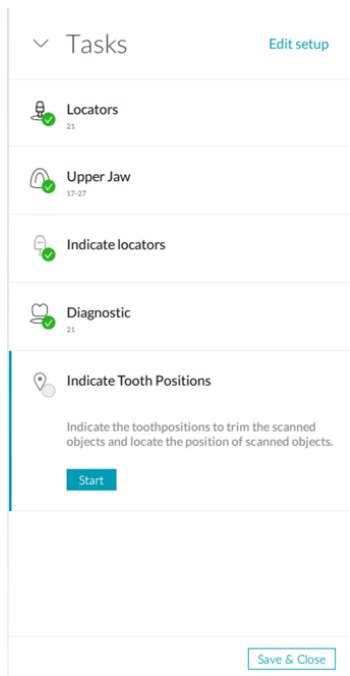 Tasks
Edit setup
Locators
21
Upper Jaw
17-27
Indicate locators
Diagnostic
21
Indicate Tooth Positions
Indicate the toothpositions to trim the scanned
objects and locate the position of scanned objects.
Start
Save & Close